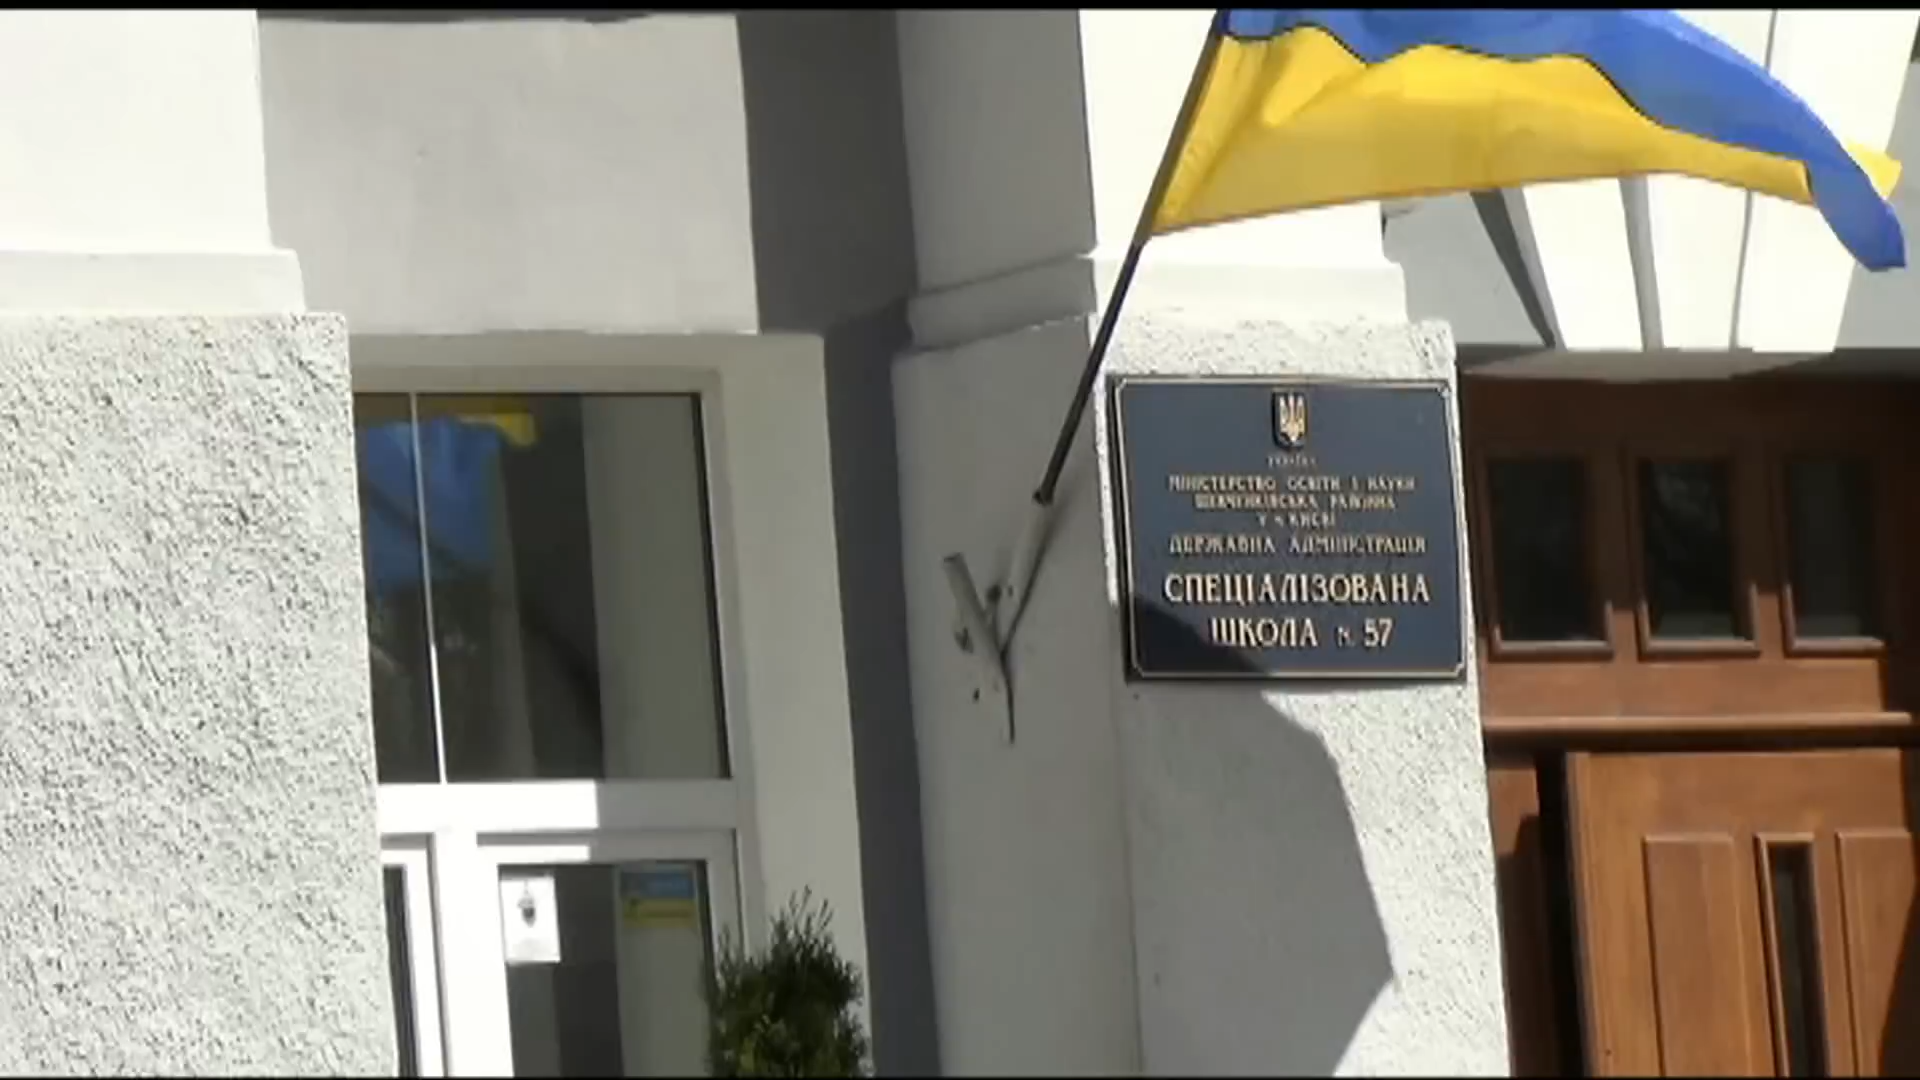 УКРАЇНА
МІНІСТЕРСТВО ОСВІТИ І НАУКИ
ШЕВЧЕНКІВСЬКА РАЙОННА
У м. КИЄВІ
ДЕРЖАВНА АДМІНІСТРАЦІЯ
СПЕЦІАЛІЗОВАНА
ШКОЛА № 57